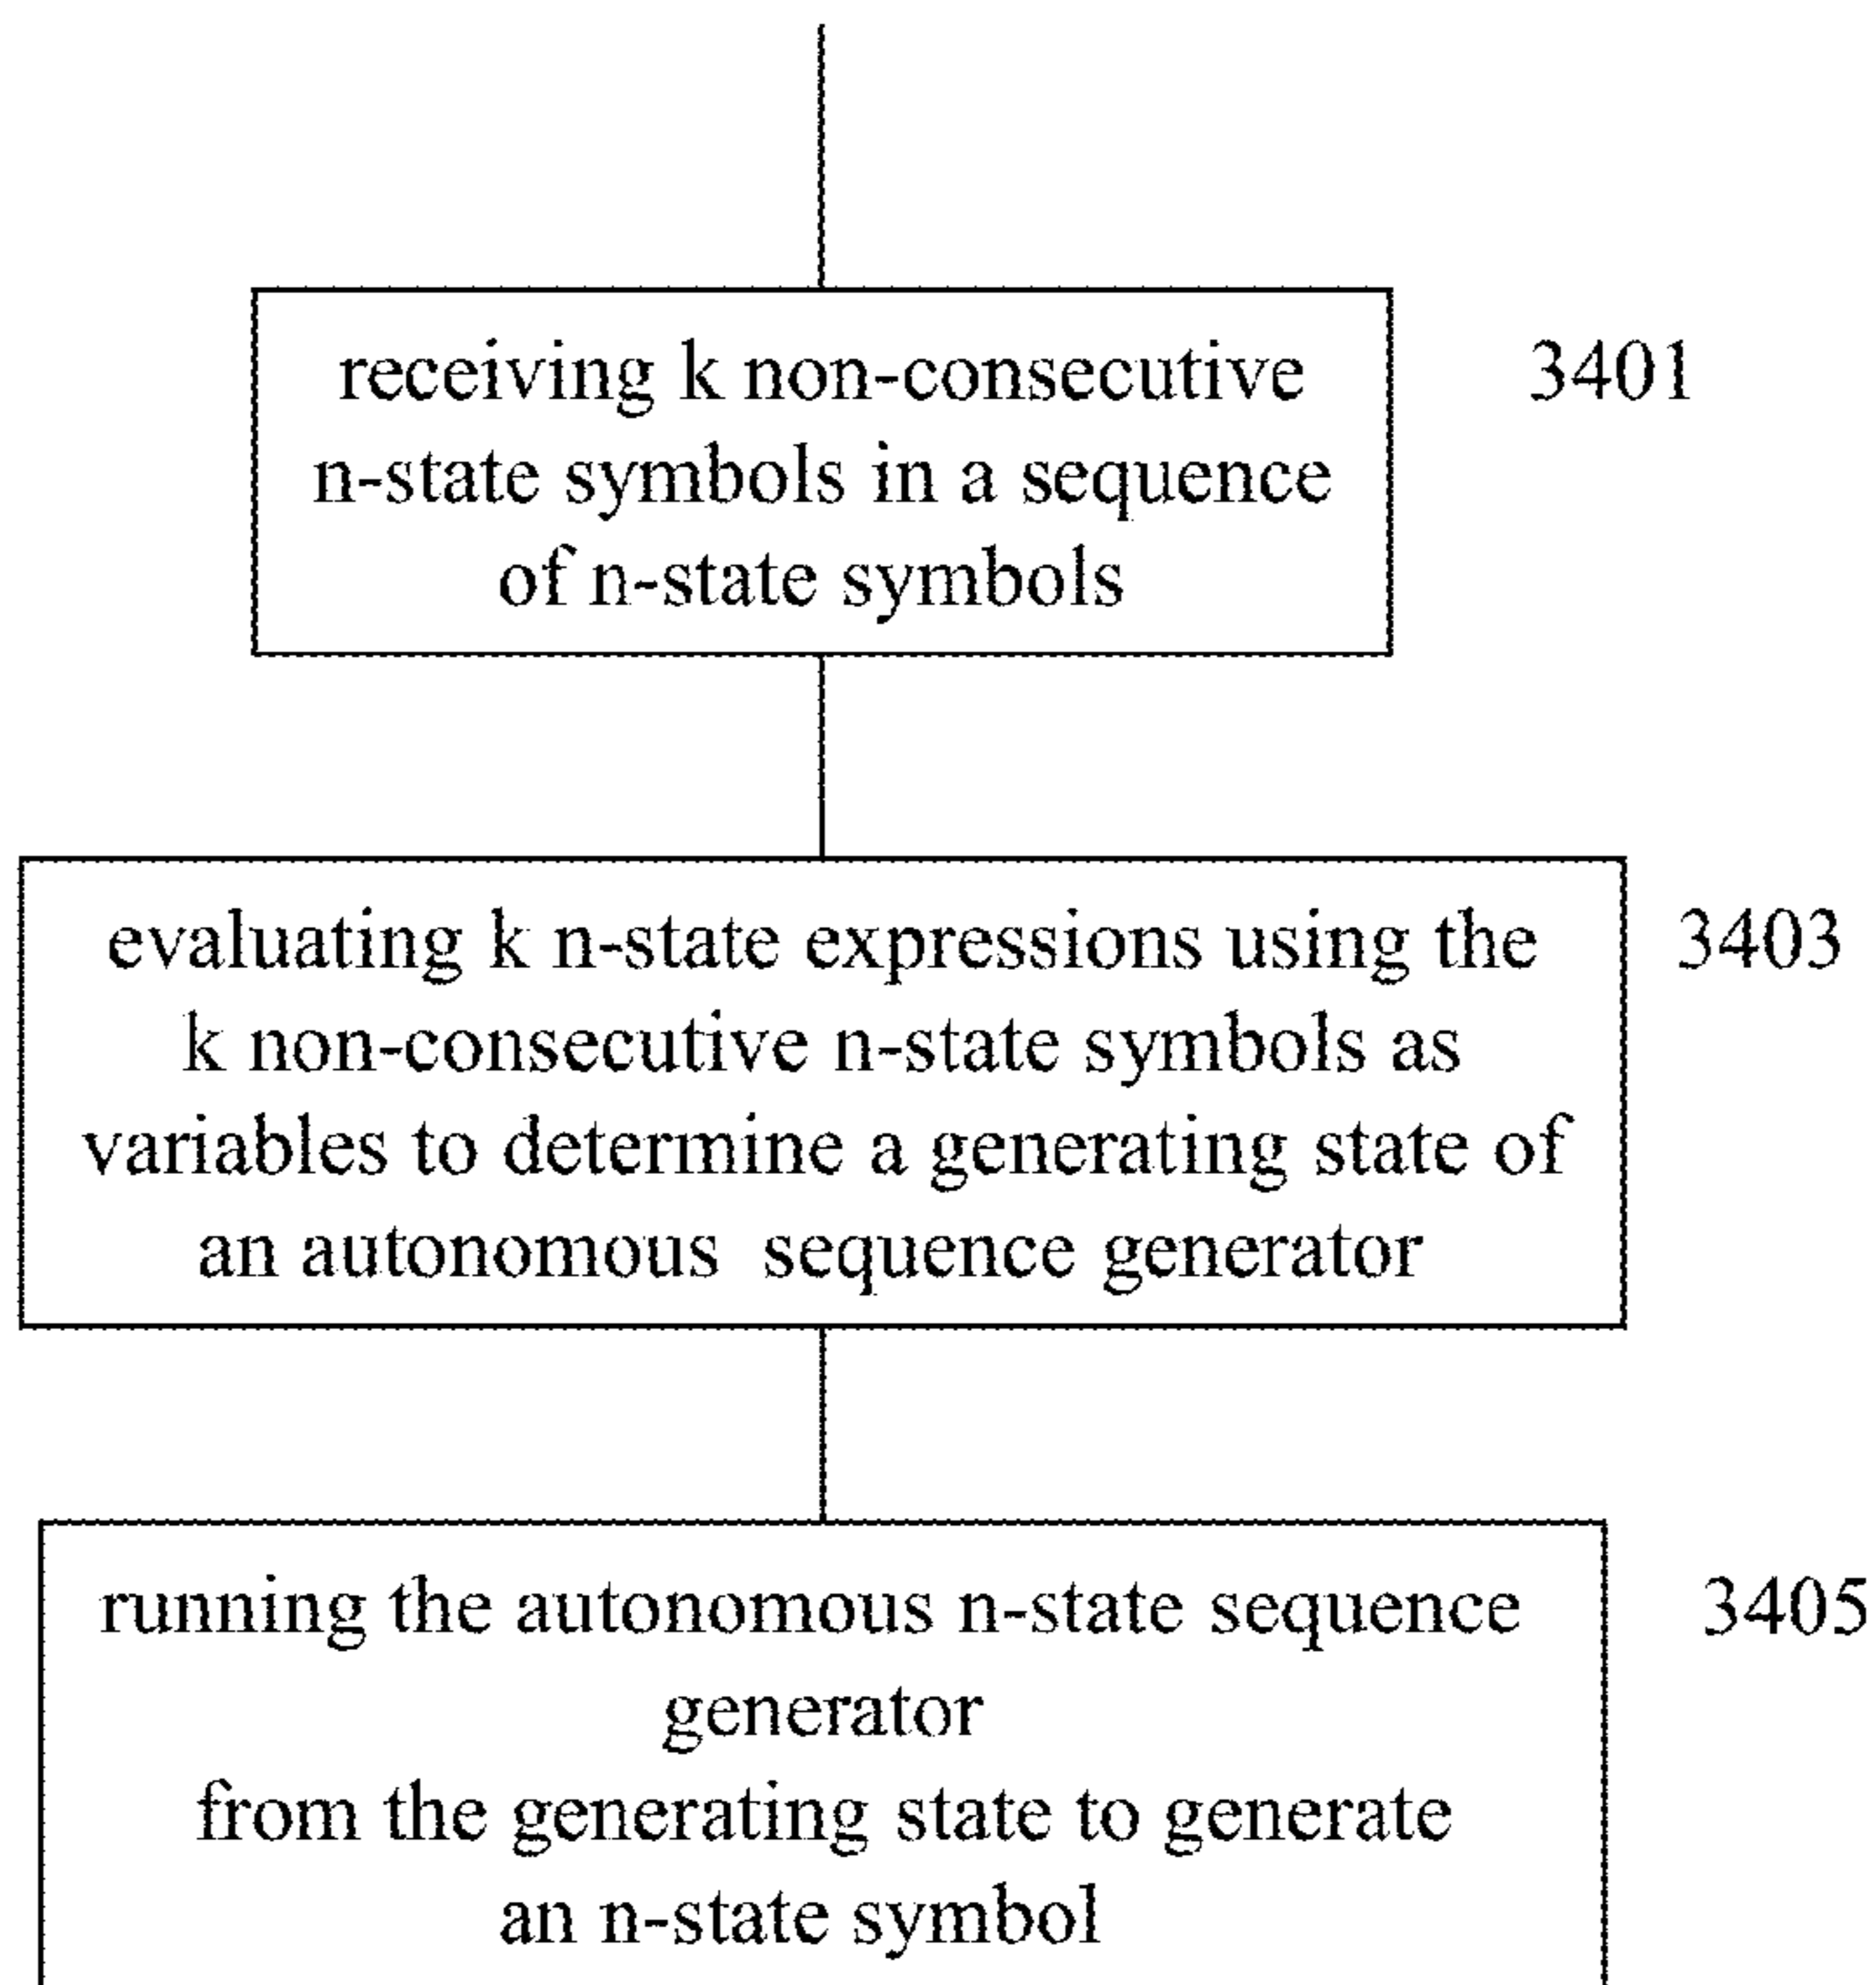 receiving k non-consecutive
3401
n-state symbols in a sequence
of n-state symbols
evaluating k n-state expressions using the
3403
k non-consecutive n-state symbols as
variables to determine a generating state of
an autonomous sequence generator
running the autonomous n-state sequence
3405
generator
from the generating state to generate
an n-state symbol